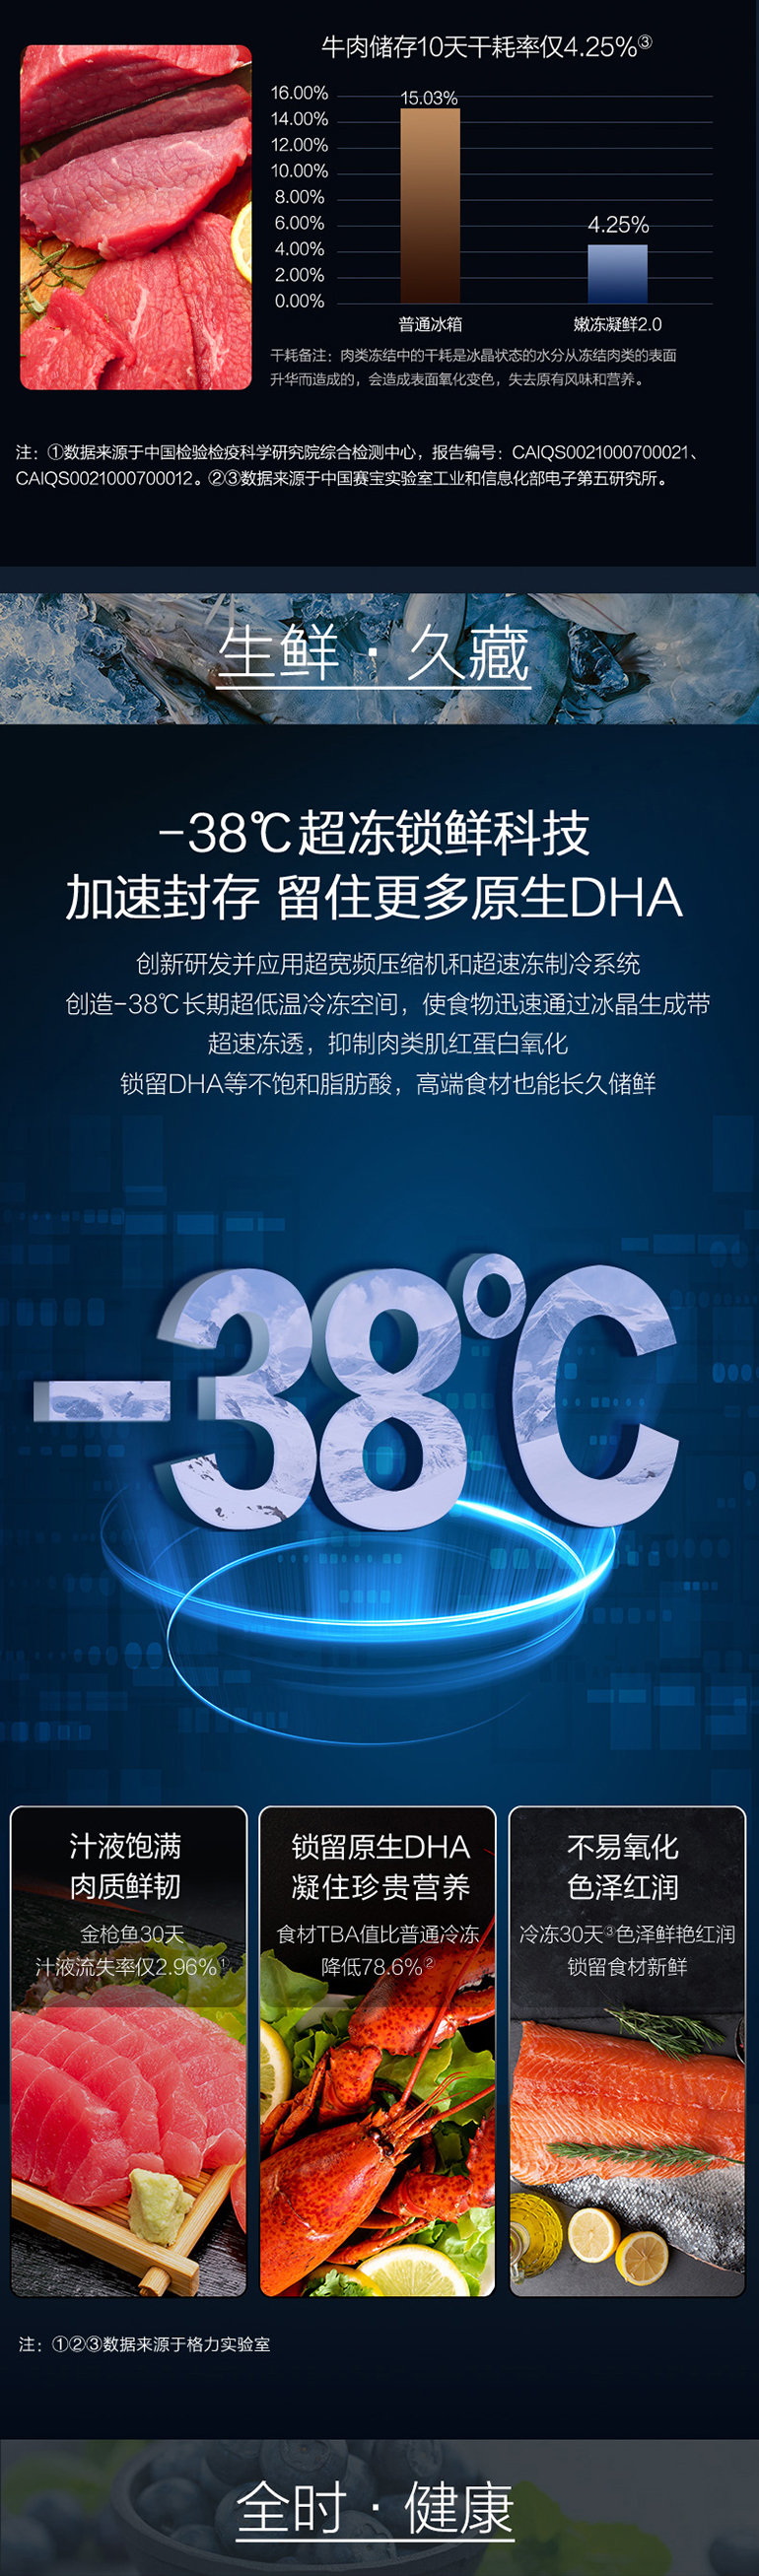 牛肉储存10天干耗率仅4.25%③
16.00%
14.00%
12.00%
10.00%
8.00%
6.00%
4.00%
2.00%
0.00%
15.03%
4.25%
普通冰箱
嫩冻凝鲜2.0
干耗备注：肉类冻结中的干耗是冰晶状态的水分从冻结肉类的表面
升华而造成的，会造成表面氧化变色，失去原有风味和营养。
注：①数据来源于中国检验检疫科学研究院综合检测中心，报告编号：CAIQS0021000700021、
CAIQS0021000700012。②③数据来源于中国赛宝实验室工业和信息化部电子第五研究所。
生鲜·久藏
-38℃超冻锁鲜科技
加速封存 留住更多原生DHA
创新研发并应用超宽频压缩机和超速冻制冷系统
创造-38℃长期超低温冷冻空间，使食物迅速通过冰晶生成带
超速冻透，抑制肉类肌红蛋白氧化
锁留DHA等不饱和脂肪酸，高端食材也能长久储鲜
-38℃
汁液饱满
肉质鲜韧
金枪鱼30天
汁液流失率仅2.96%①
锁留原生DHA
凝住珍贵营养
食材TBA值比普通冷冻
降低78.6%②
不易氧化
色泽红润
冷冻30天③色泽鲜艳红润
锁留食材新鲜
注：①②③数据来源于格力实验室
全时·健康